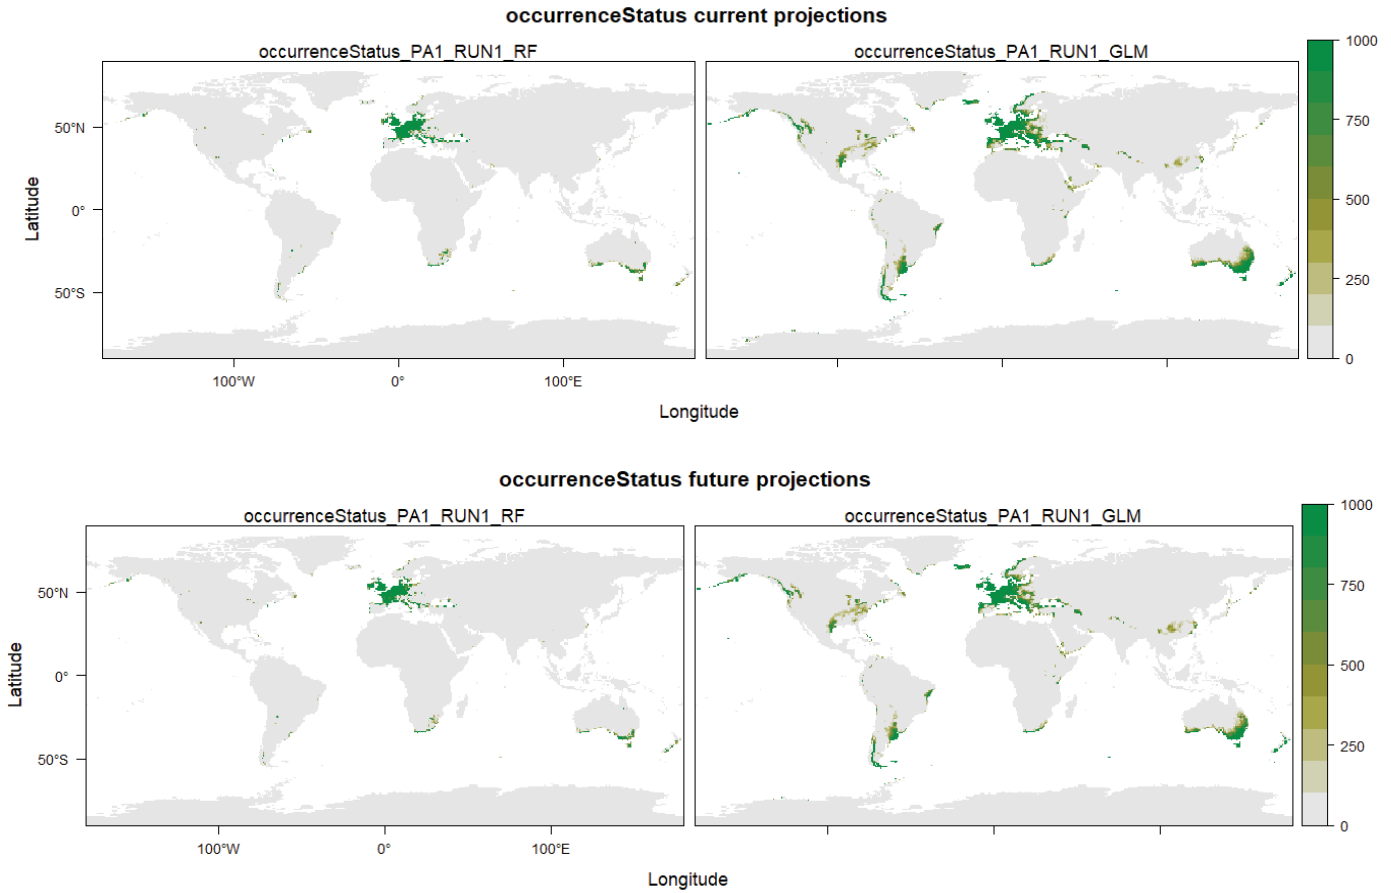 occurrenceStatus current projections
occurrenceStatus_PA1_RUN1_RF
occurrenceStatus_PA1_RUN1_GLM
1000
750
500
250
0
50°N
0°
50°S
Latitude
100°W
0°
100°E
Longitude
occurrenceStatus future projections
occurrenceStatus_PA1_RUN1_RF
occurrenceStatus_PA1_RUN1_GLM
1000
750
500
250
0
50°N
0°
50°S
Latitude
100°W
0°
100°E
Longitude